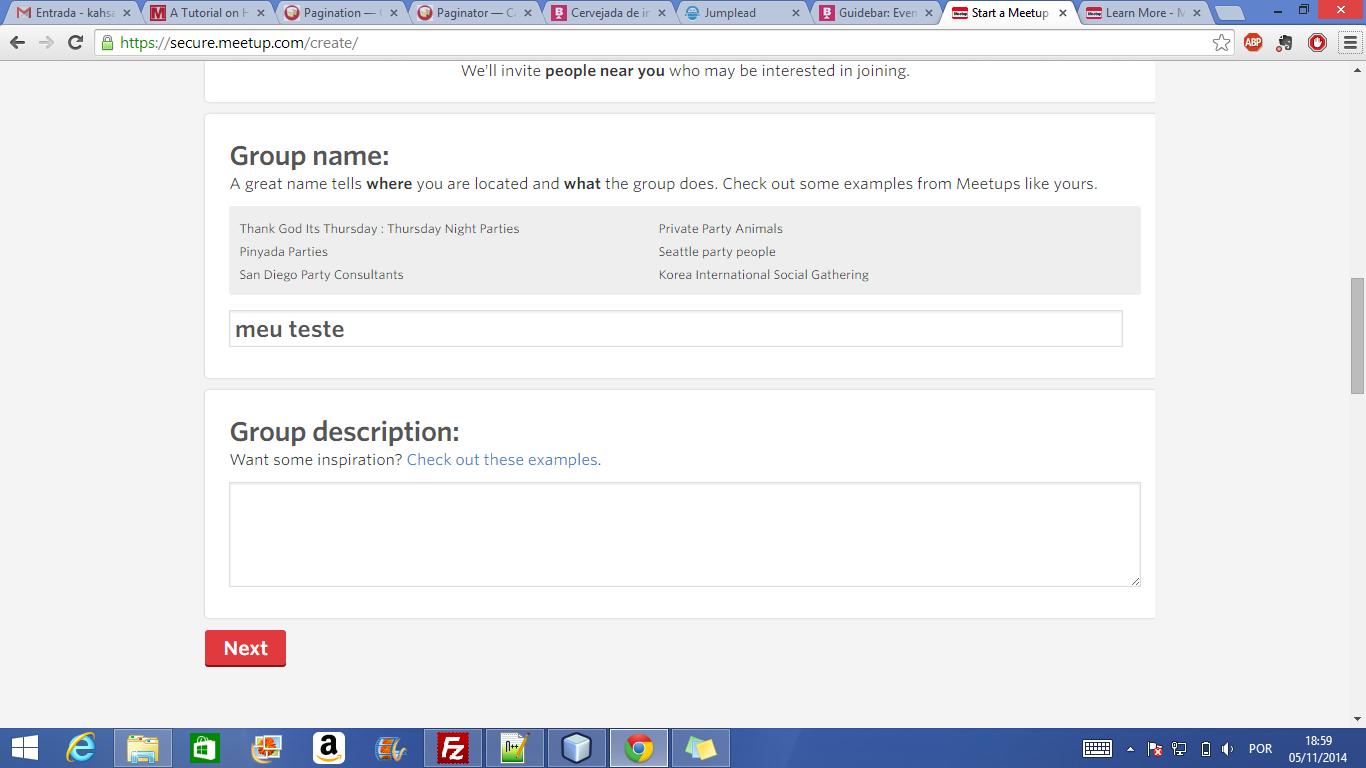 Entrada - kahsa
A Tutorial on H
Pagination —
Paginator — C
Cervejada de in
Jumplead
Guidebar: Even
Start a Meetup
Learn More - M
https://secure.meetup.com/create/
ABP
We'll invite people near you who may be interested in joining.
Group name:
A great name tells where you are located and what the group does. Check out some examples from Meetups like yours.
Thank God Its Thursday : Thursday Night Parties
Private Party Animals
Pinyada Parties
Seattle party people
San Diego Party Consultants
Korea International Social Gathering
meu teste
Group description:
Want some inspiration? Check out these examples.
Next
POR
18:59
05/11/2014